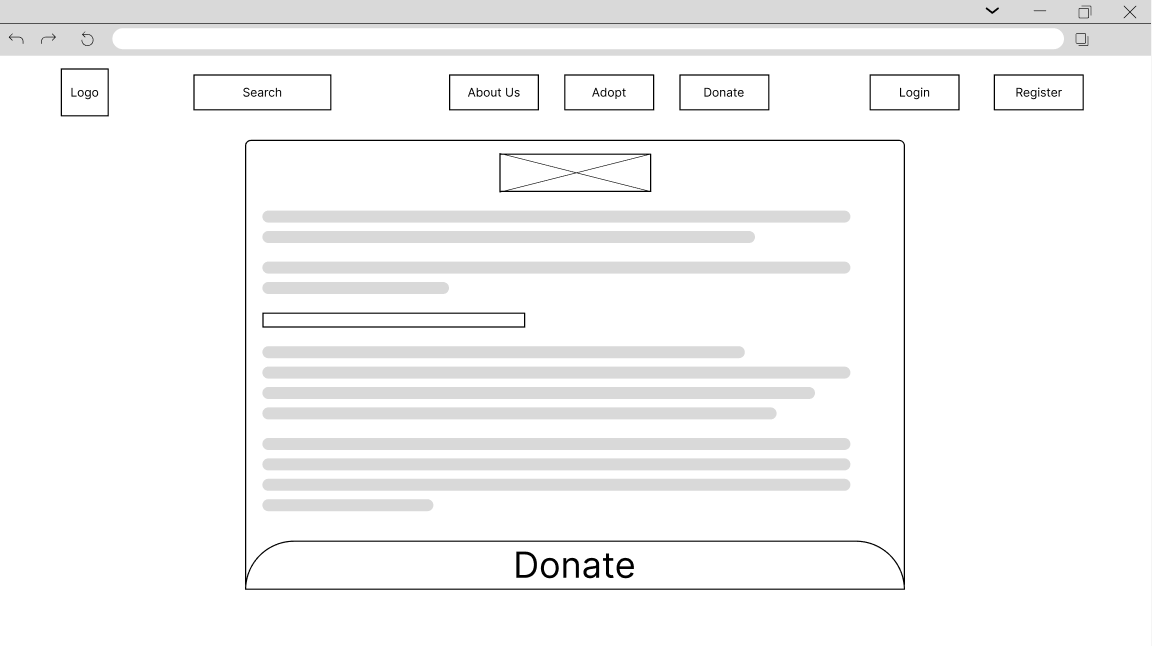 Logo
Search
About Us
Adopt
Donate
Login
Register
Donate